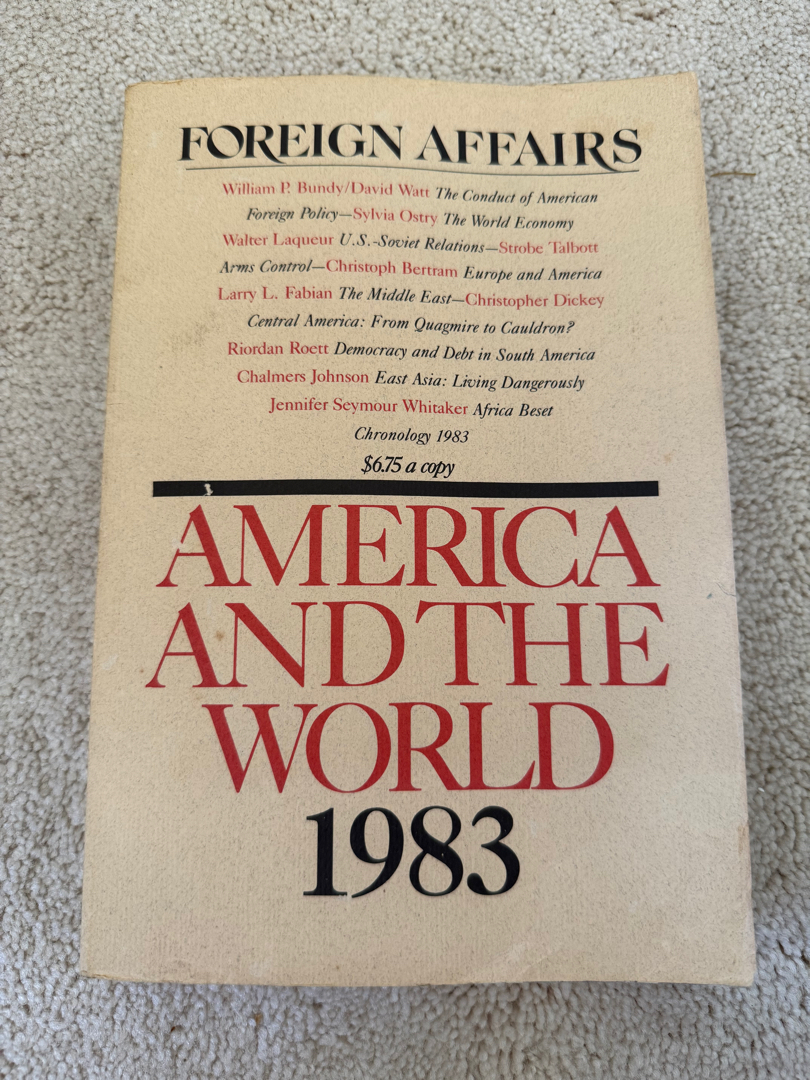 FOREIGN AFFAIRS
William P. Bundy/David Watt The Conduct of American
Foreign Policy—Sylvia Ostry The World Economy
Walter Laqueur U.S.-Soviet Relations—Strobe Talbott
Arms Control—Christoph Bertram Europe and America
Larry L. Fabian The Middle East—Christopher Dickey
Central America: From Quagmire to Cauldron?
Riordan Roett Democracy and Debt in South America
Chalmers Johnson East Asia: Living Dangerously
Jennifer Seymour Whitaker Africa Beset
Chronology 1983
$6.75 a copy
AMERICA
AND THE
WORLD
1983